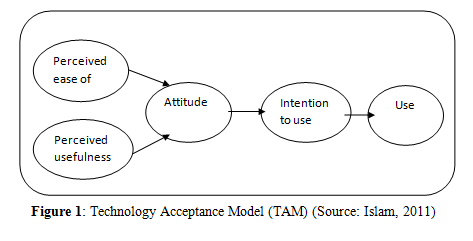 Perceived
ease of
Perceived
usefulness
Attitude
Intention
to use
Use
Figure 1: Technology Acceptance Model (TAM) (Source: Islam, 2011)